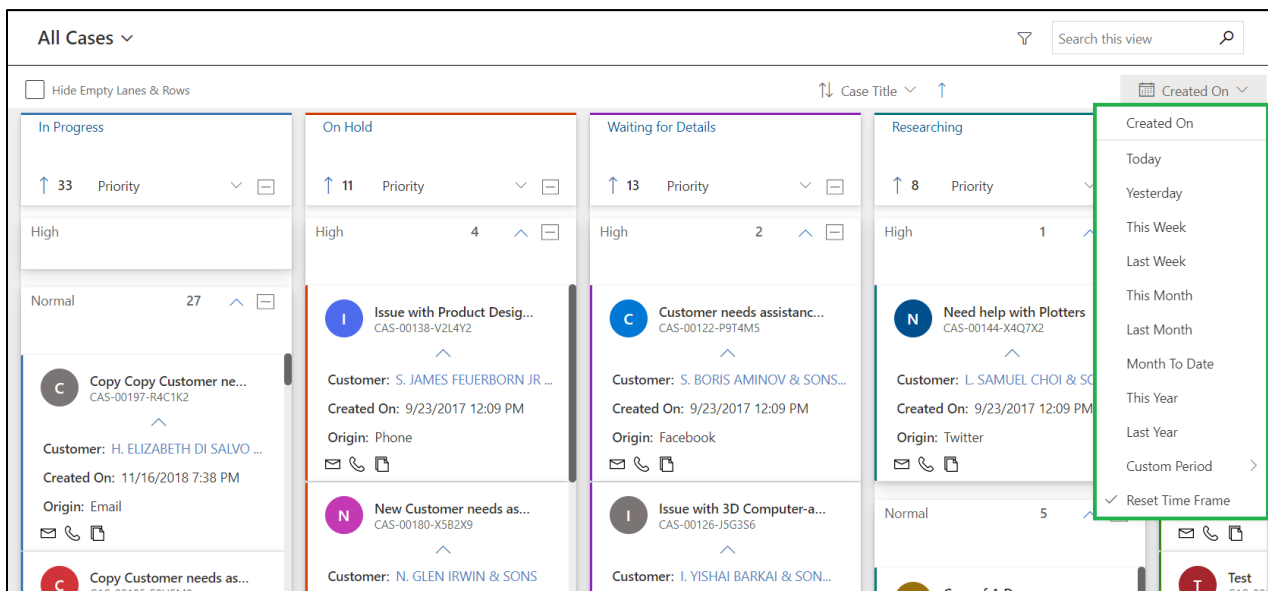 All Cases
Search this view
Hide Empty Lanes & Rows
Case Title
Created On
In Progress
33 Priority
High
Normal 27
Copy Copy Customer ne...
CAS-00197-R4C1K2
Customer: H. ELIZABETH DI SALVO ...
Created On: 11/16/2018 7:38 PM
Origin: Email
C
Copy Customer needs as...
C
On Hold
11 Priority
High 4
I
Issue with Product Desig...
CAS-00138-V2L4Y2
Customer: S. JAMES FEUERBORN JR ...
Created On: 9/23/2017 12:09 PM
Origin: Phone
N
New Customer needs as...
CAS-00180-X5B2X9
Customer: N. GLEN IRWIN & SONS
Waiting for Details
13 Priority
High 2
C
Customer needs assistanc...
CAS-00122-P9T4M5
Customer: S. BORIS AMINOV & SONS...
Created On: 9/23/2017 12:09 PM
Origin: Facebook
I
Issue with 3D Computer-a...
CAS-00126-J5G3S6
Customer: I. YISHAI BARKAI & SON...
Researching
8 Priority
High 1
N
Need help with Plotters
CAS-00144-X4Q7X2
Customer: L. SAMUEL CHOI & SC
Created On: 9/23/2017 12:09 PM
Origin: Twitter
Normal 5
T
Test
Created On
Today
Yesterday
This Week
Last Week
This Month
Last Month
Month To Date
This Year
Last Year
Custom Period
Reset Time Frame